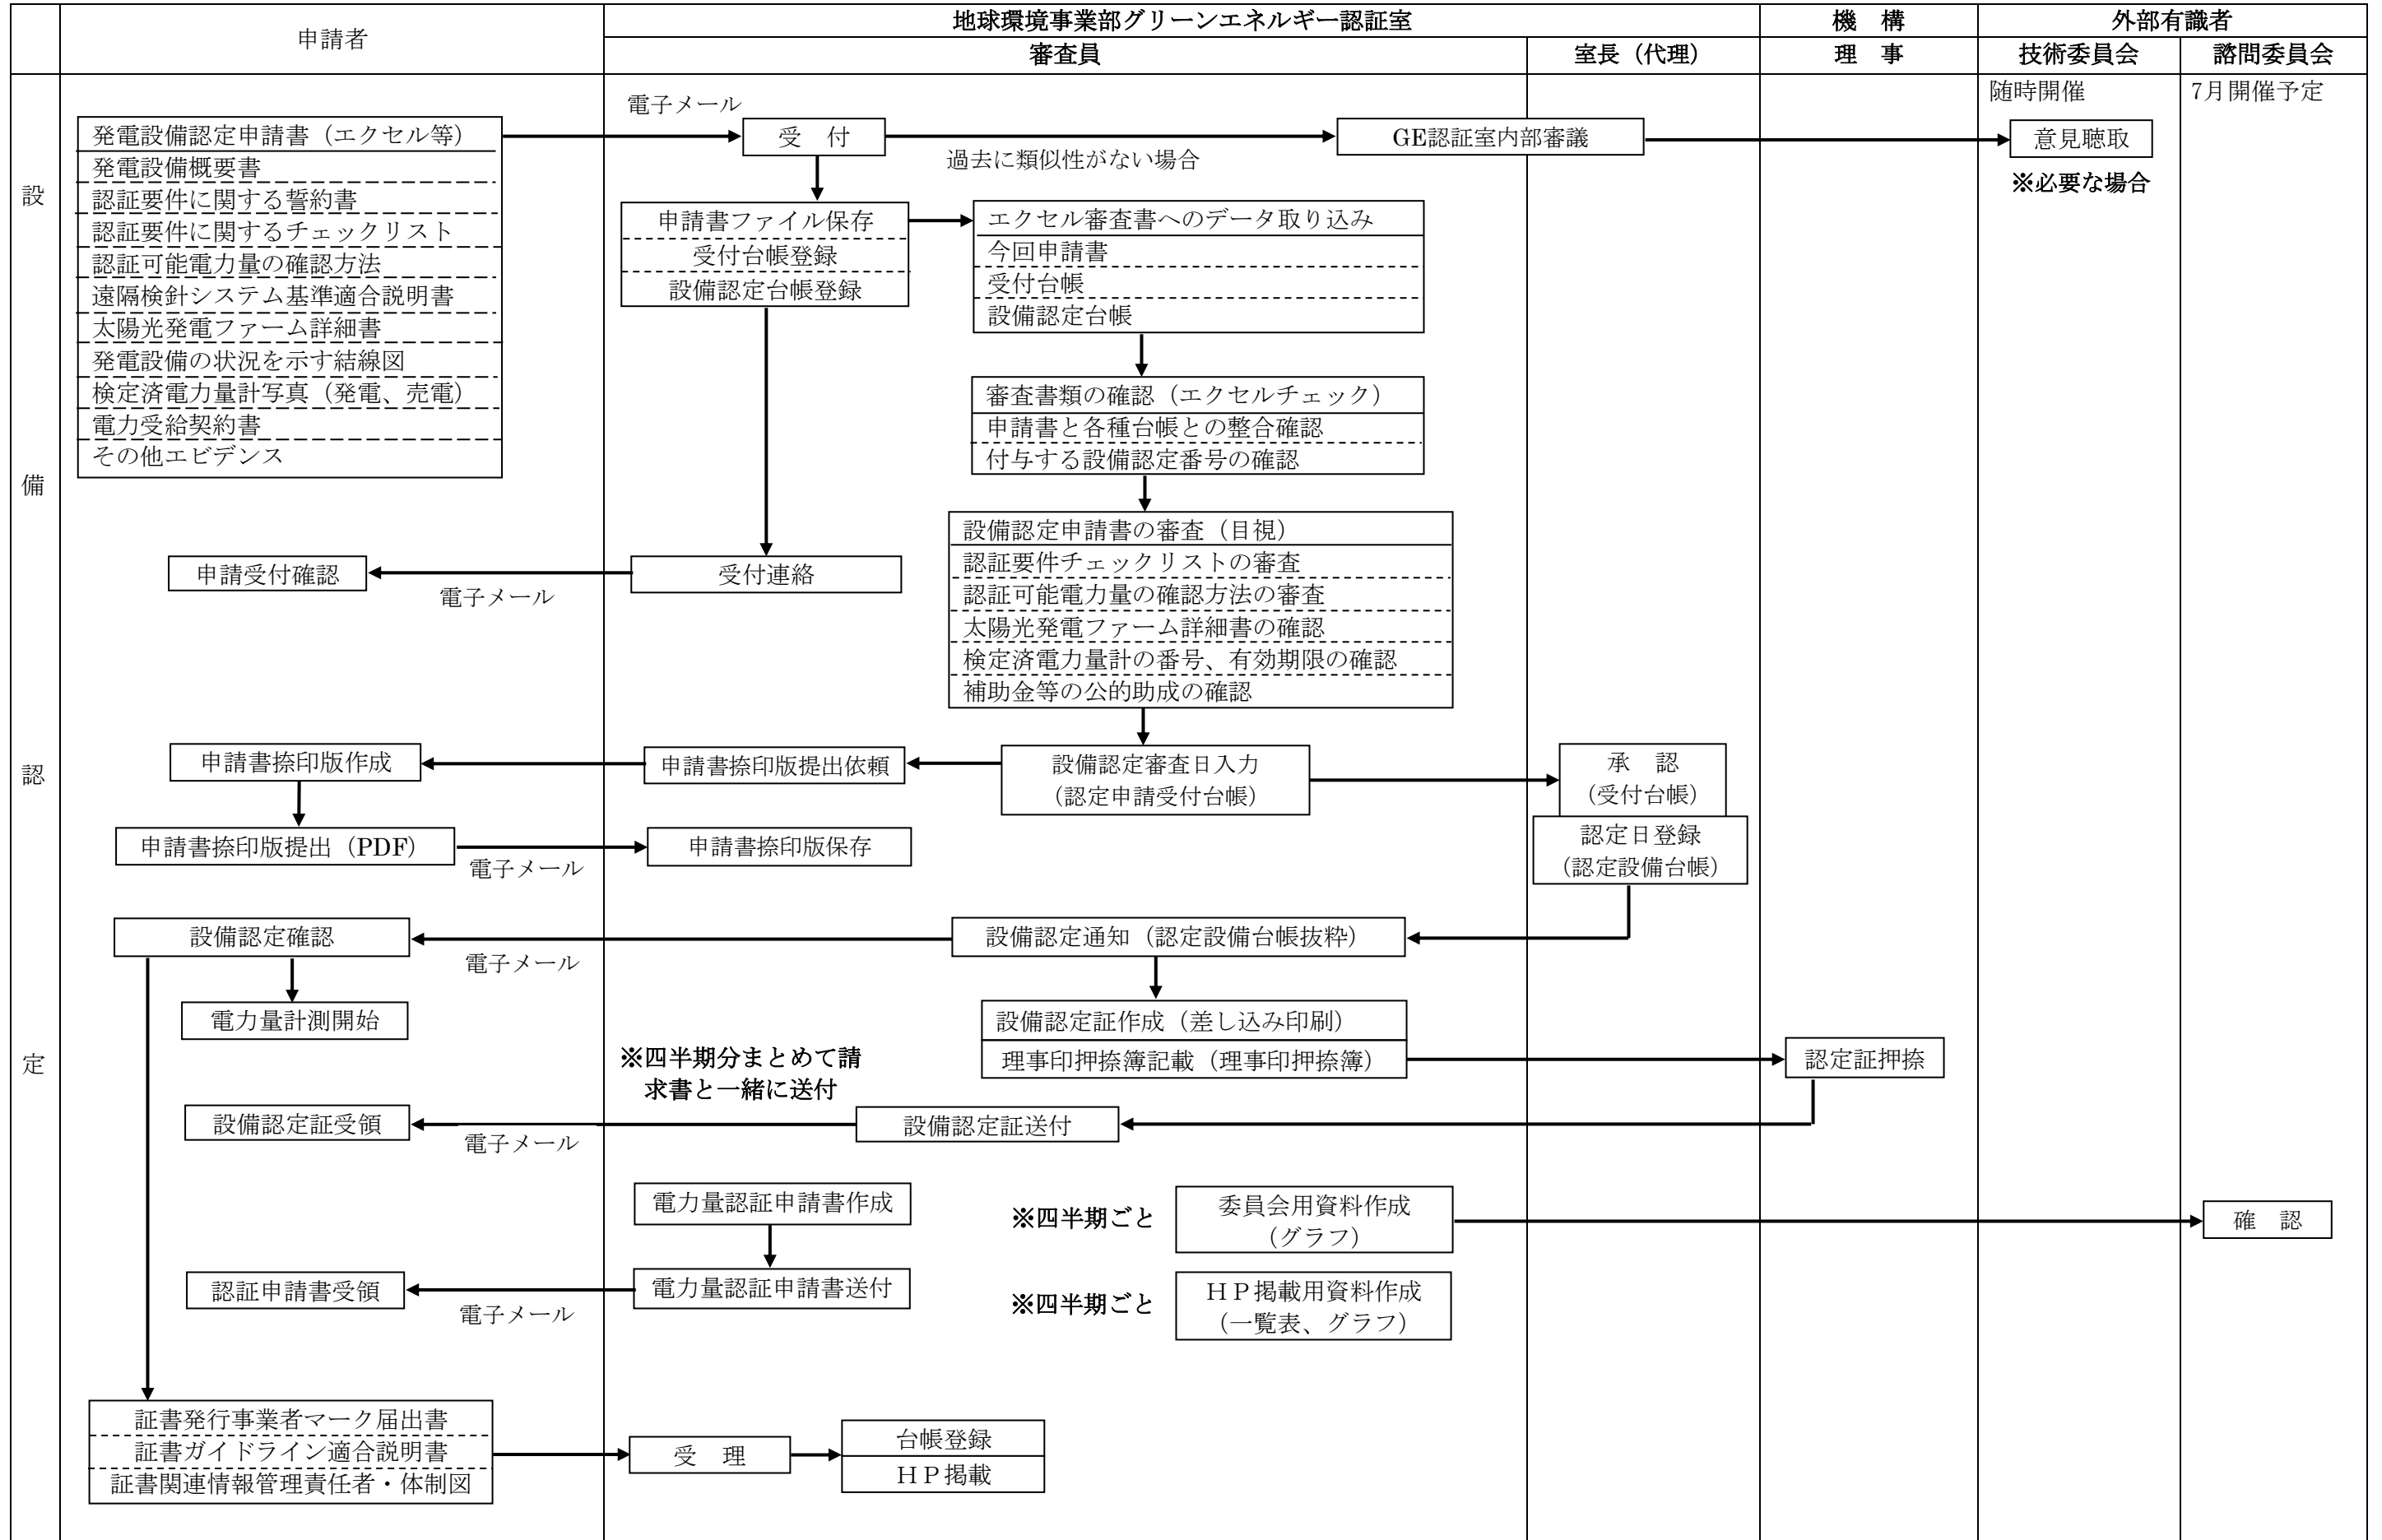 申請者
地球環境事業部グリーンエネルギー認証室
機　構
外部有識者
審査員
室長（代理）
理　事
技術委員会
諮問委員会
設
備
認
定
随時開催
7月開催予定
電子メール
発電設備認定申請書（エクセル等）
発電設備概要書
認証要件に関する誓約書
認証要件に関するチェックリスト
認証可能電力量の確認方法
遠隔検針システム基準適合説明書
太陽光発電ファーム詳細書
発電設備の状況を示す結線図
検定済電力量計写真（発電、売電）
電力受給契約書
その他エビデンス
受　付
過去に類似性がない場合
GE認証室内部審議
意見聴取
※必要な場合
申請書ファイル保存
受付台帳登録
設備認定台帳登録
エクセル審査書へのデータ取り込み
今回申請書
受付台帳
設備認定台帳
審査書類の確認（エクセルチェック）
申請書と各種台帳との整合確認
付与する設備認定番号の確認
設備認定申請書の審査（目視）
認証要件チェックリストの審査
認証可能電力量の確認方法の審査
太陽光発電ファーム詳細書の確認
検定済電力量計の番号、有効期限の確認
補助金等の公的助成の確認
申請受付確認
電子メール
受付連絡
申請書捺印版作成
申請書捺印版提出依頼
設備認定審査日入力
（認定申請受付台帳）
承　認
（受付台帳）
認定日登録
（認定設備台帳）
申請書捺印版提出（PDF）
電子メール
申請書捺印版保存
設備認定確認
電子メール
設備認定通知（認定設備台帳抜粋）
電力量計測開始
設備認定証作成（差し込み印刷）
理事印押捺簿記載（理事印押捺簿）
認定証押捺
※四半期分まとめて請
求書と一緒に送付
設備認定証受領
電子メール
設備認定証送付
電力量認証申請書作成
※四半期ごと
委員会用資料作成
（グラフ）
確　認
認証申請書受領
電子メール
電力量認証申請書送付
※四半期ごと
ＨＰ掲載用資料作成
（一覧表、グラフ）
証書発行事業者マーク届出書
証書ガイドライン適合説明書
証書関連情報管理責任者・体制図
受　理
台帳登録
ＨＰ掲載